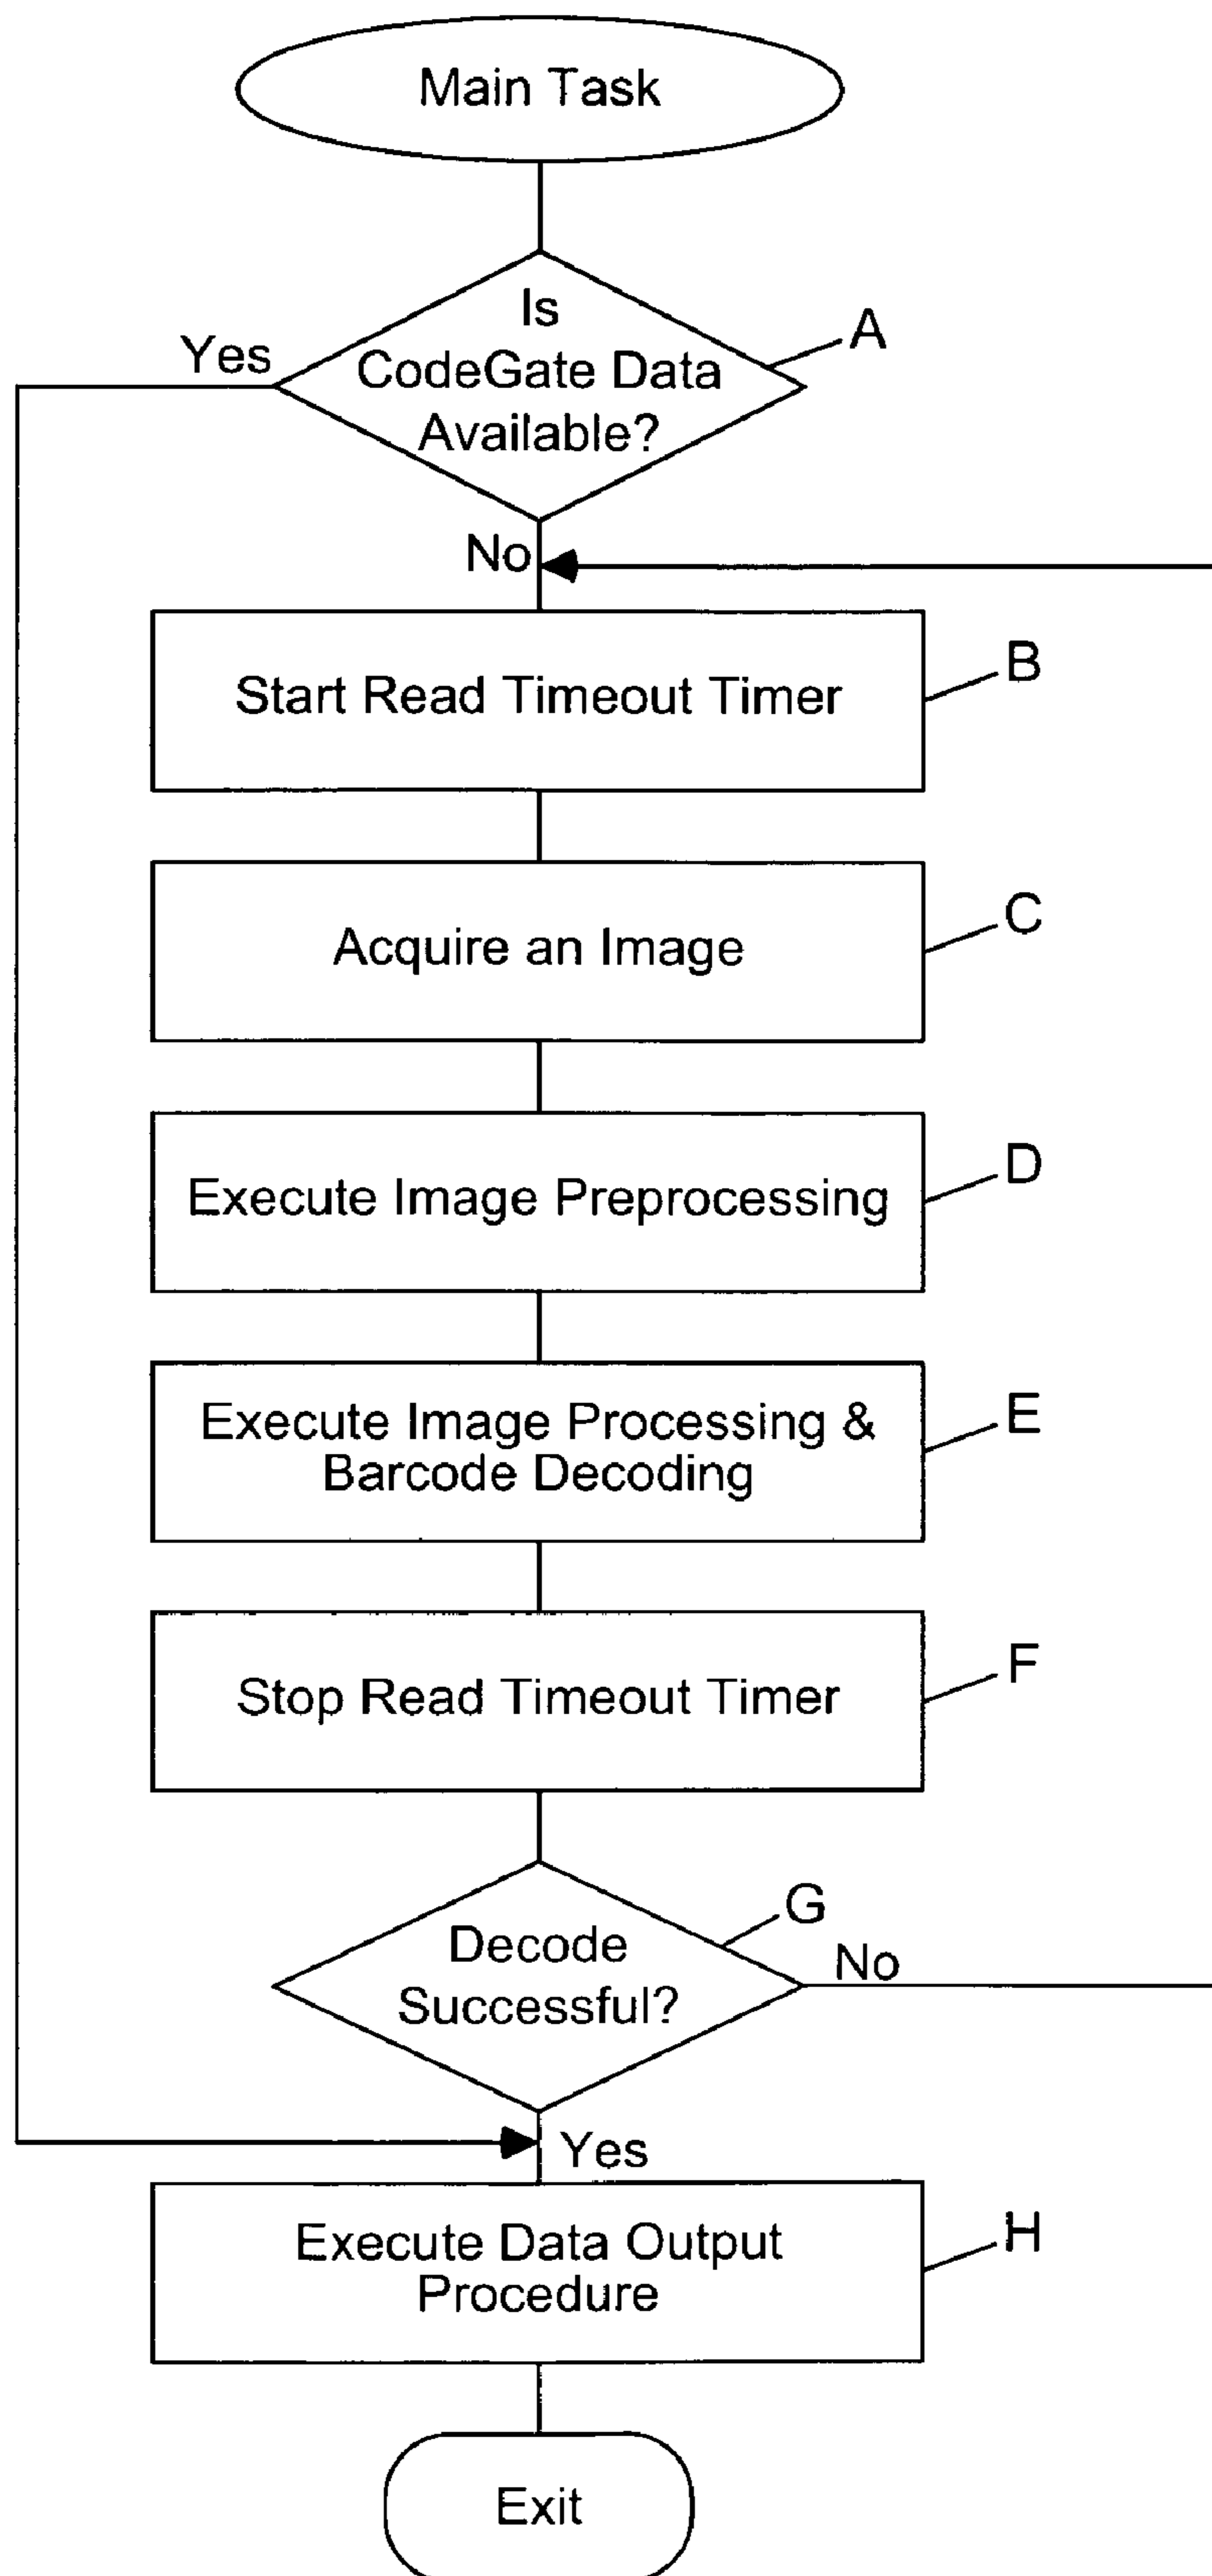 Main Task
Is
CodeGate Data
Available?
A
Yes
No
Start Read Timeout Timer
B
Acquire an Image
C
Execute Image Preprocessing
D
Execute Image Processing &
Barcode Decoding
E
Stop Read Timeout Timer
F
Decode
Successful?
G
No
Yes
Execute Data Output
Procedure
H
Exit